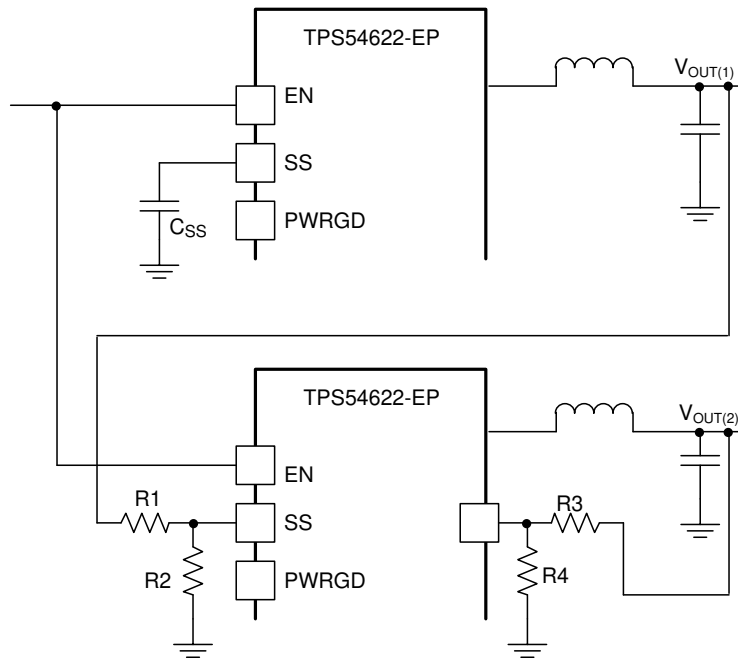 TPS54622-EP
V_OUT(1)
EN
SS
C_SS
PWRGD
TPS54622-EP
V_OUT(2)
EN
R1
SS
R3
R2
PWRGD
R4